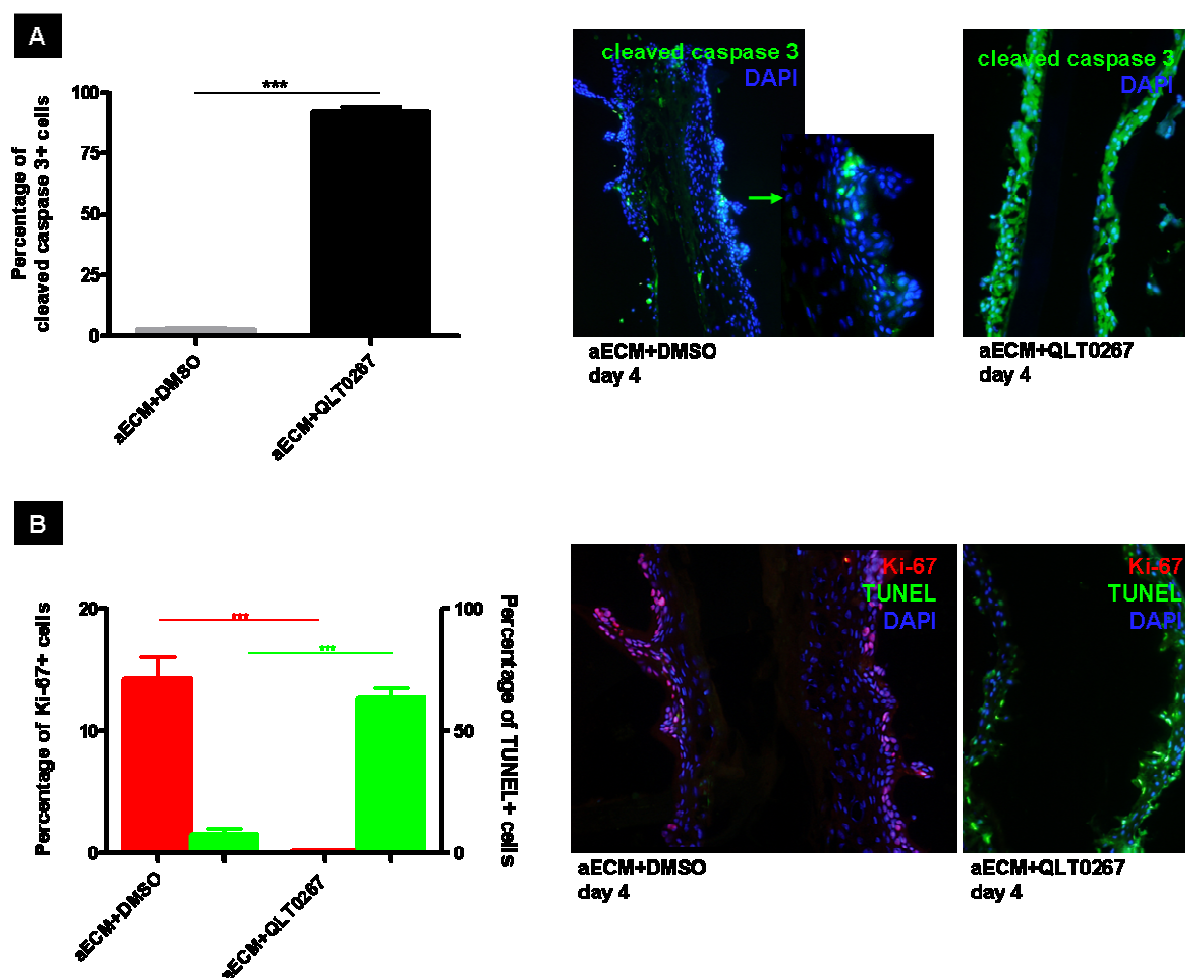 A
***
100
75
50
25
0
Percentage of
cleaved caspase 3+ cells
aECM+DMSO
aECM+QLT0267
cleaved caspase 3
DAPI
aECM+DMSO
day 4
cleaved caspase 3
DAPI
aECM+QLT0267
day 4
B
20
10
0
Percentage of Ki-67+ cells
***
***
100
50
0
Percentage of TUNEL+ cells
aECM+DMSO
aECM+QLT0267
Ki-67
TUNEL
DAPI
aECM+DMSO
day 4
Ki-67
TUNEL
DAPI
aECM+QLT0267
day 4